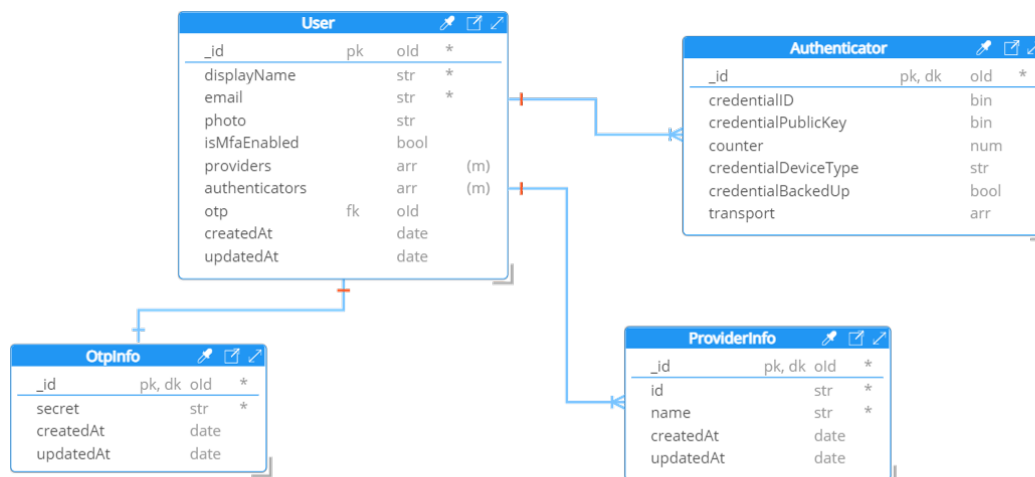 User
_id pk oId *
displayName str *
email str *
photo str
isMfaEnabled bool
providers arr (m)
authenticators arr (m)
otp fk oId
createdAt date
updatedAt date
Authenticator
_id pk, dk oId *
credentialID bin
credentialPublicKey bin
counter num
credentialDeviceType str
credentialBackedUp bool
transport arr
OtpInfo
_id pk, dk oId *
secret str *
createdAt date
updatedAt date
ProviderInfo
_id pk, dk oId *
id str *
name str *
createdAt date
updatedAt date